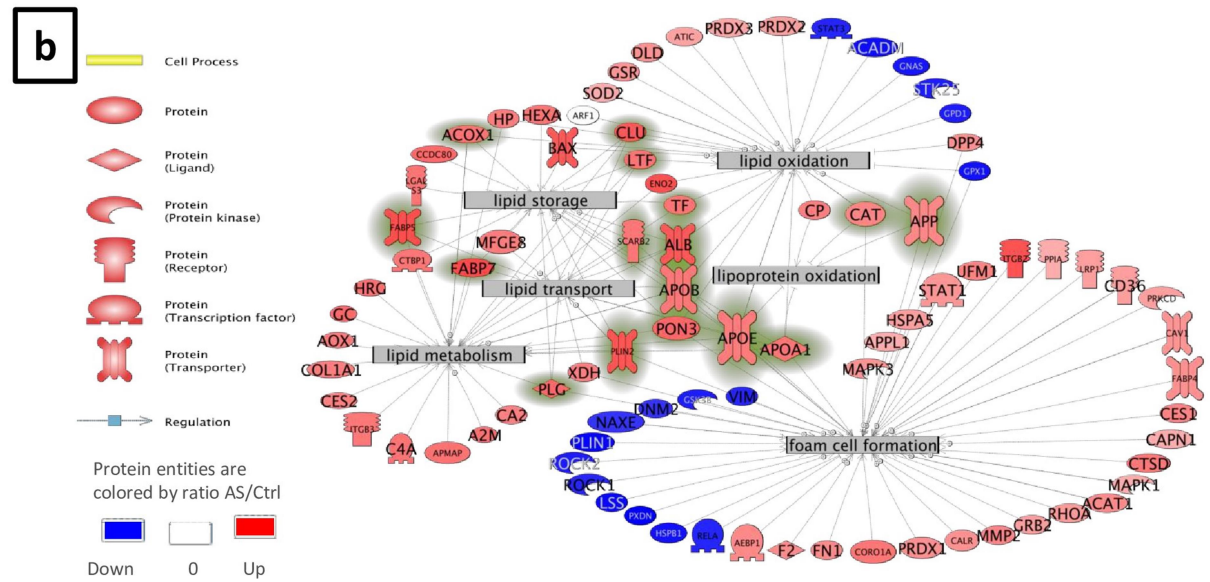 b
Cell Process
Protein
Protein
(Ligand)
Protein
(Protein kinase)
Protein
(Receptor)
Protein
(Transcription factor)
Protein
(Transporter)
Regulation
Protein entities are
colored by ratio AS/Ctrl
Down 0 Up
PRDX3
PRDX2
STAT3
ATIC
ACADM
DLD
GNAS
GSR
STK25
SOD2
GPD1
HEXA
ARF1
HP
ACOX1
CLU
BAX
DPP4
CCDC80
LTF
lipid oxidation
GPX1
LGAL
S3
ENO2
lipid storage
TF
CP
CAT
APP
FABP5
MFGE8
SCARB2
ALB
CTBP1
FABP7
lipoprotein oxidation
lipid transport
APOB
HRG
GC
PON3
APOE
AOX1
lipid metabolism
PLIN2
APOA1
COL1A1
XDH
PLG
CES2
CA2
ITGB3
C4A
APMAP
A2M
ITGB2
PPIA
LRP1
CD36
UFM1
STAT1
PRKCD
HSPA5
CAV1
APPL1
MAPK3
FABP4
GSK3B
VIM
DNM2
NAXE
CES1
PLIN1
foam cell formation
CAPN1
ROCK2
CTSD
ROCK1
MAPK1
LSS
ACAT1
PXDN
RHOA
HSPB1
GRB2
RELA
MMP2
AEBP1
F2
FN1
CORO1A
PRDX1
CALR